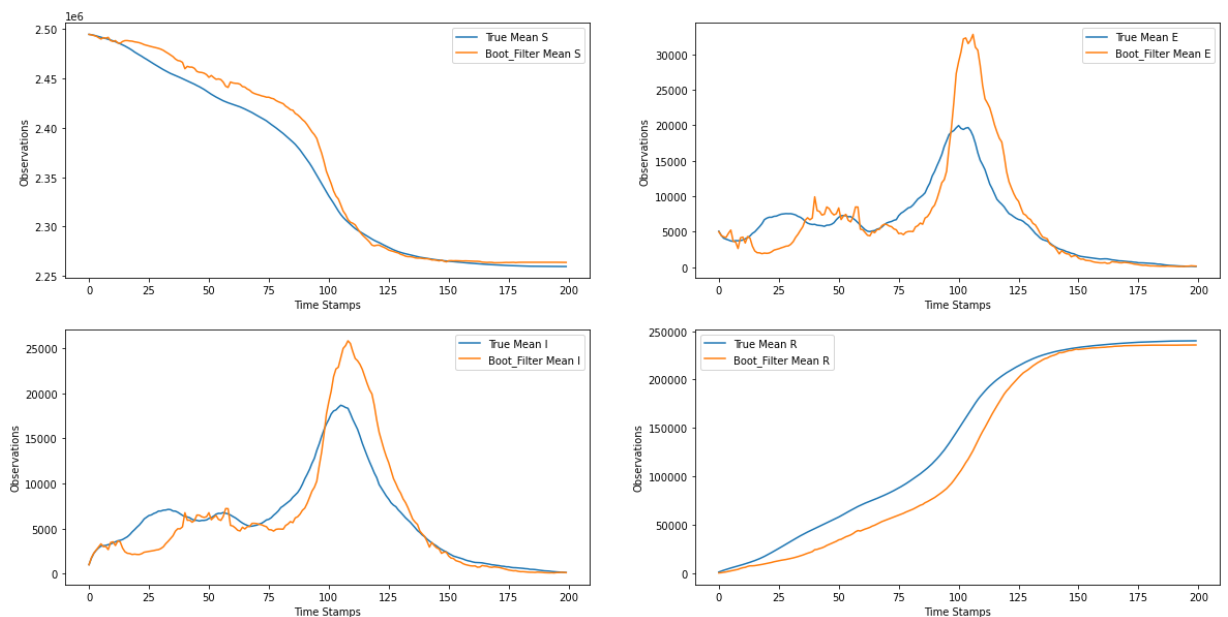 1e6
2.50
2.45
2.40
2.35
2.30
2.25
Observations
0 25 50 75 100 125 150 175 200
Time Stamps
True Mean S
Boot_Filter Mean S
30000
25000
20000
15000
10000
5000
0
Observations
0 25 50 75 100 125 150 175 200
Time Stamps
True Mean E
Boot_Filter Mean E
25000
20000
15000
10000
5000
0
Observations
0 25 50 75 100 125 150 175 200
Time Stamps
True Mean I
Boot_Filter Mean I
250000
200000
150000
100000
50000
0
Observations
0 25 50 75 100 125 150 175 200
Time Stamps
True Mean R
Boot_Filter Mean R